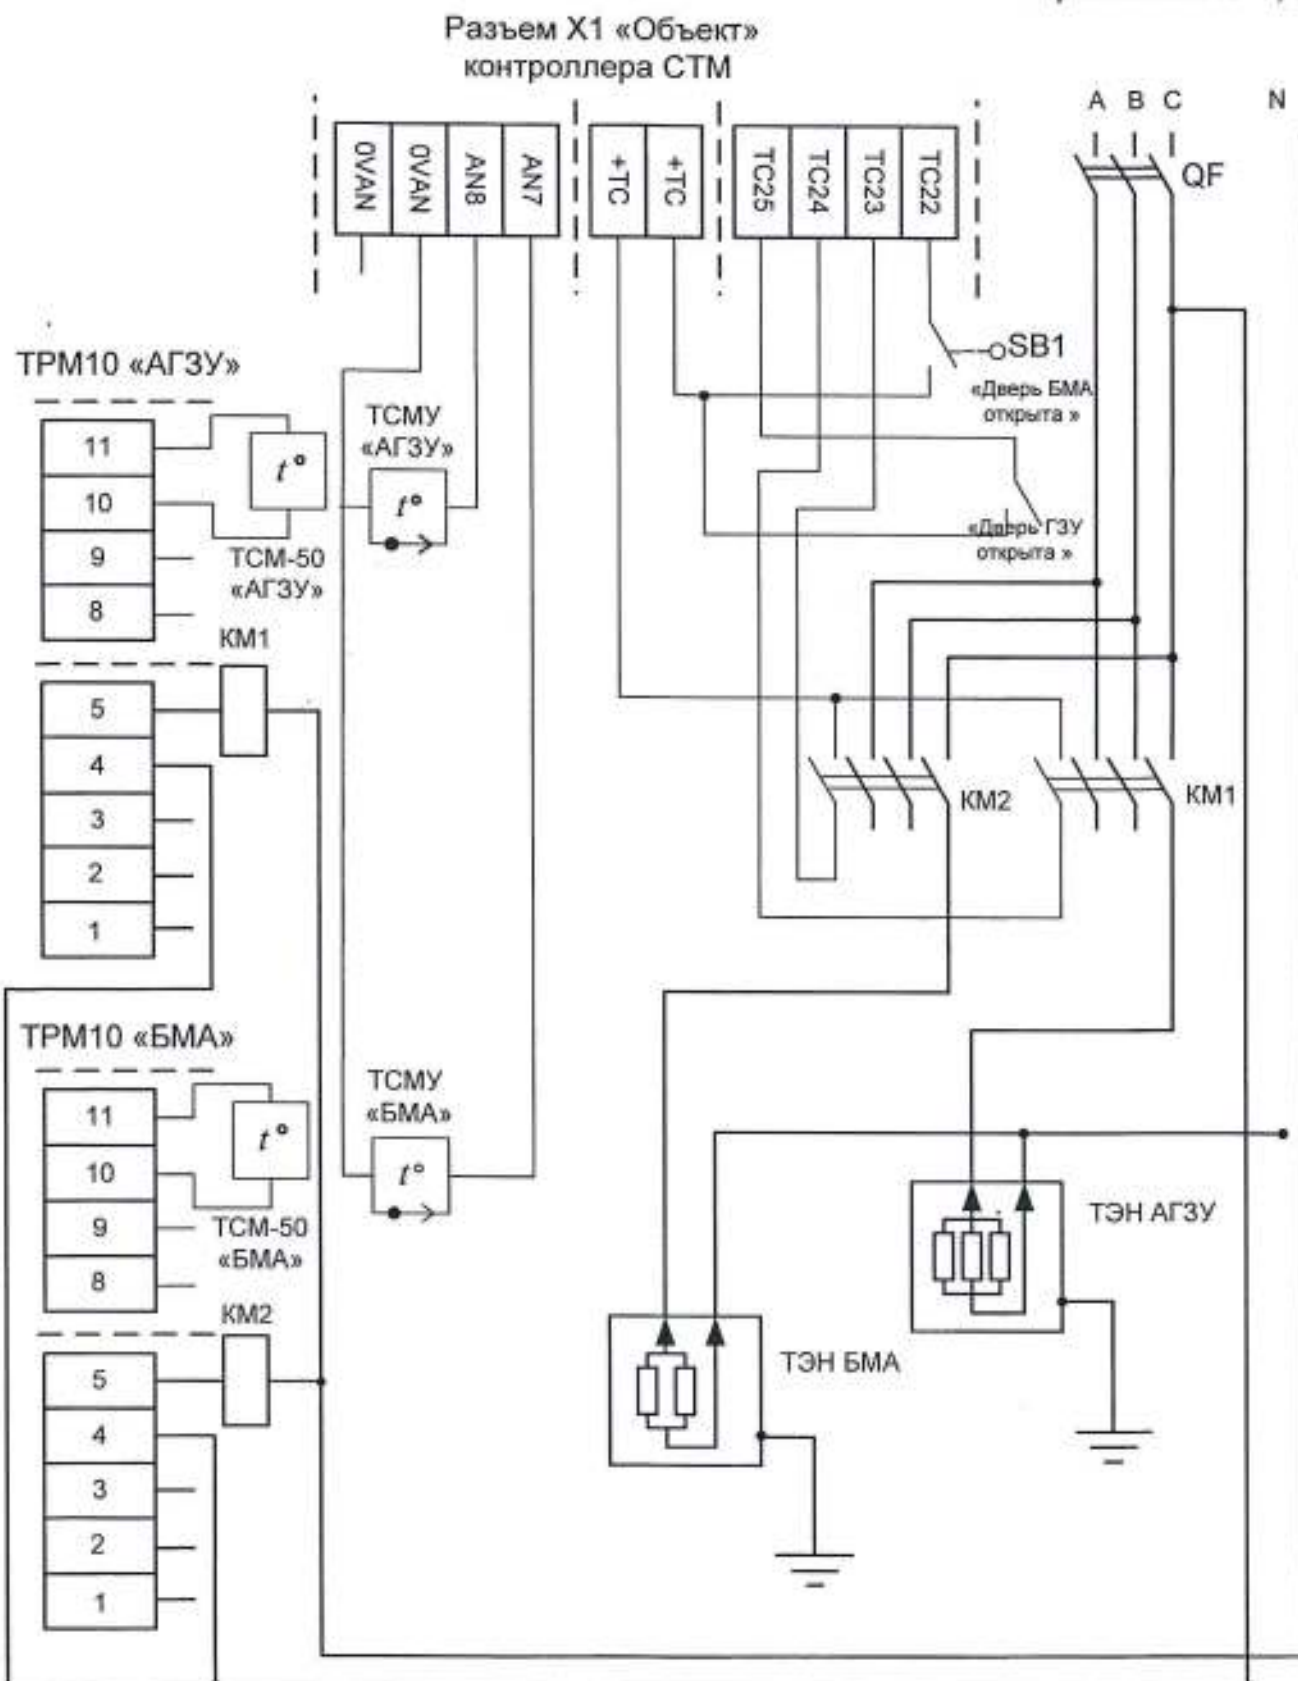 Разъем X1 «Объект»
контроллера СТМ
A B C N
0VAN
0VAN
AN8
AN7
+TC
+TC
TC25
TC24
TC23
TC22
QF
SB1
«Дверь БМА
открыта »
ТРМ10 «АГЗУ»
11
10
9
8
t°
ТСМ-50
«АГЗУ»
ТСМУ
«АГЗУ»
t°
«Дверь ГЗУ
открыта »
КМ1
5
4
3
2
1
КМ2
КМ1
ТРМ10 «БМА»
11
10
9
8
t°
ТСМ-50
«БМА»
ТСМУ
«БМА»
t°
ТЭН АГЗУ
КМ2
5
4
3
2
1
ТЭН БМА